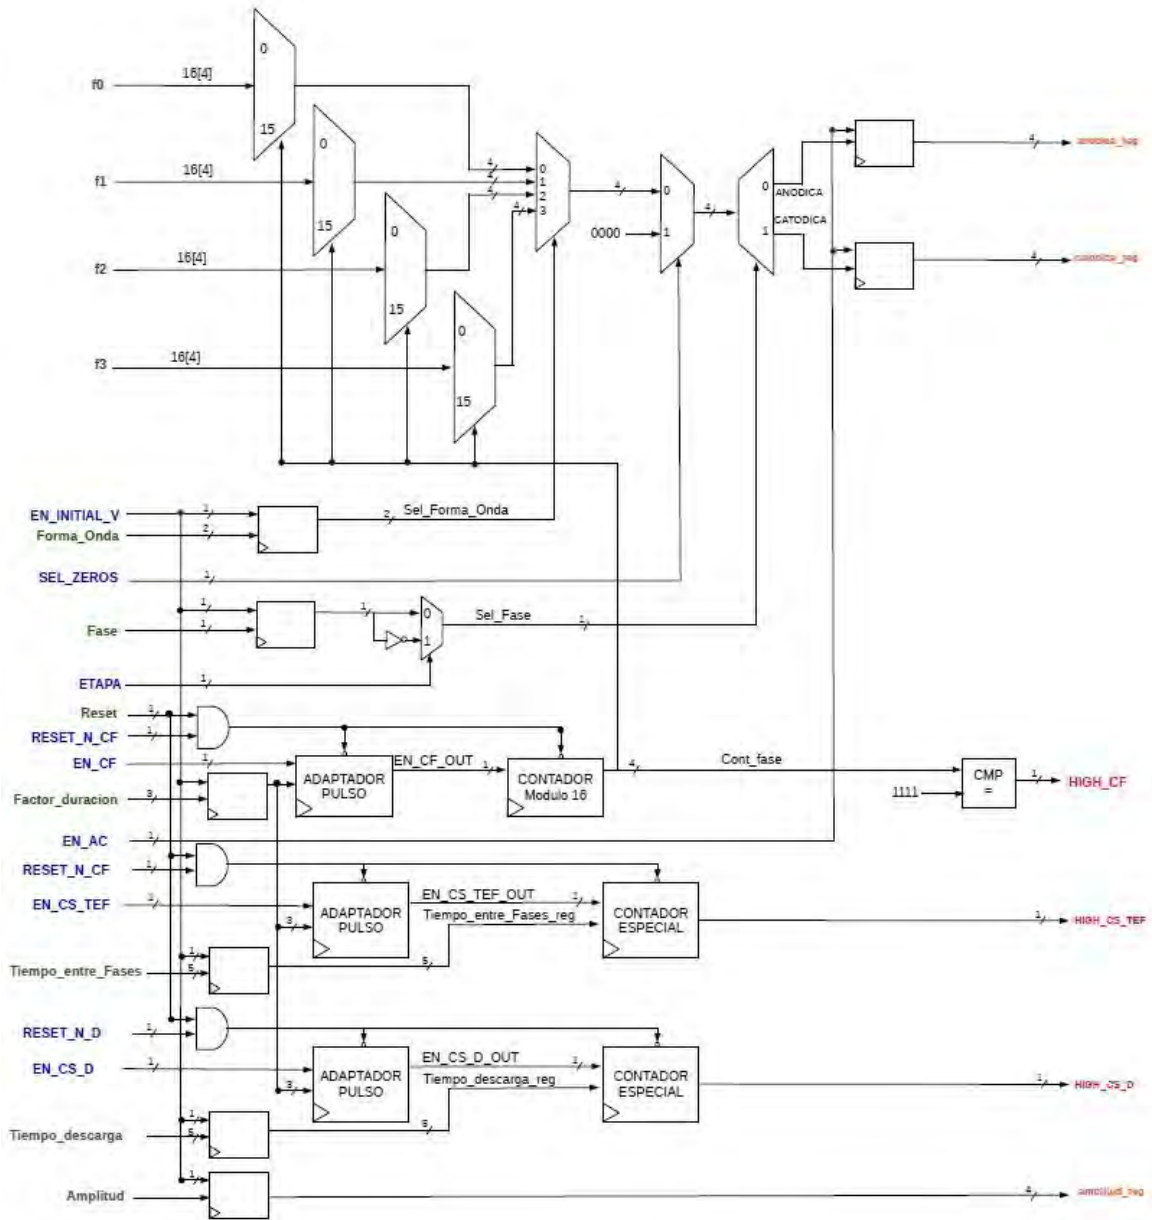 0
f0
16[4]
15
0
f1
16[4]
15
4
0
4
1
4
2
4
3
0
f2
16[4]
15
0
f3
16[4]
15
4
0
0000
1
4
0
ANODICA
CATODICA
1
4
4
EN_INITIAL_V
1
Forma_Onda
2
2
Sel_Forma_Onda
SEL_ZEROS
1
1
Fase
1
1
0
1
Sel_Fase
1
ETAPA
1
Reset
1
RESET_N_CF
1
EN_CF
1
ADAPTADOR
PULSO
EN_CF_OUT
1
CONTADOR
Modulo 16
4
Cont_fase
CMP
=
1111
1
HIGH_CF
Factor_duracion
3
EN_AC
1
RESET_N_CF
1
EN_CS_TEF
ADAPTADOR
PULSO
3
EN_CS_TEF_OUT
1
Tiempo_entre_Fases_reg
CONTADOR
ESPECIAL
1
HIGH_CS_TEF
Tiempo_entre_Fases
1
5
5
RESET_N_D
1
EN_CS_D
1
ADAPTADOR
PULSO
3
EN_CS_D_OUT
1
Tiempo_descarga_reg
CONTADOR
ESPECIAL
1
HIGH_CS_D
Tiempo_descarga
1
5
5
Amplitud
1
4
amplitud_reg